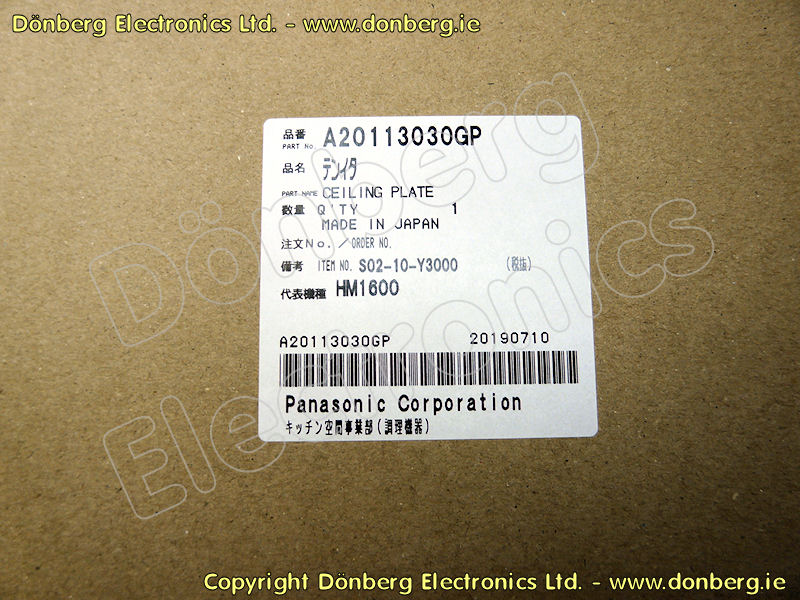 Dönberg Electronics Ltd. - www.donberg.ie
品番 PART No. A20113030GP
品名 テンイタ
PART NAME CEILING PLATE
数量 Q'TY 1
MADE IN JAPAN
注文No. / ORDER NO.
備考 ITEM NO. S02-10-Y3000 (税抜)
代表機種 HM1600
A20113030GP 20190710
Panasonic Corporation
キッチン空間事業部(調理機器)
Dönberg
Electronics
Copyright Dönberg Electronics Ltd. - www.donberg.ie